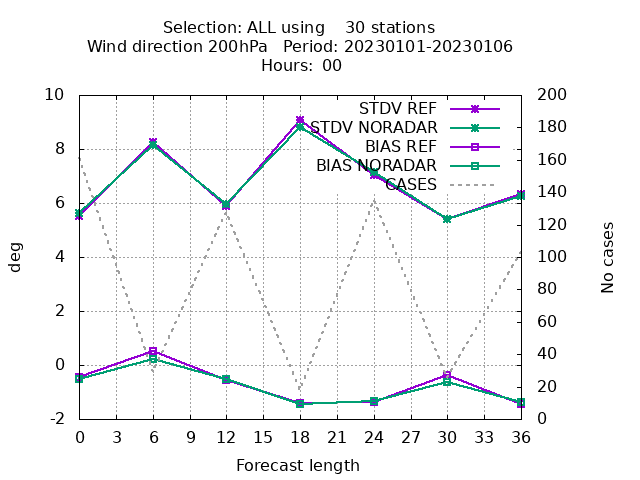 Selection: ALL using    30 stations
Wind direction 200hPa   Period: 20230101-20230106
Hours: 00
STDV REF
STDV NORADAR
BIAS REF
BIAS NORADAR
CASES
10
8
6
4
2
0
-2
deg
200
180
160
140
120
100
80
60
40
20
0
No cases
0 3 6 9 12 15 18 21 24 27 30 33 36
Forecast length